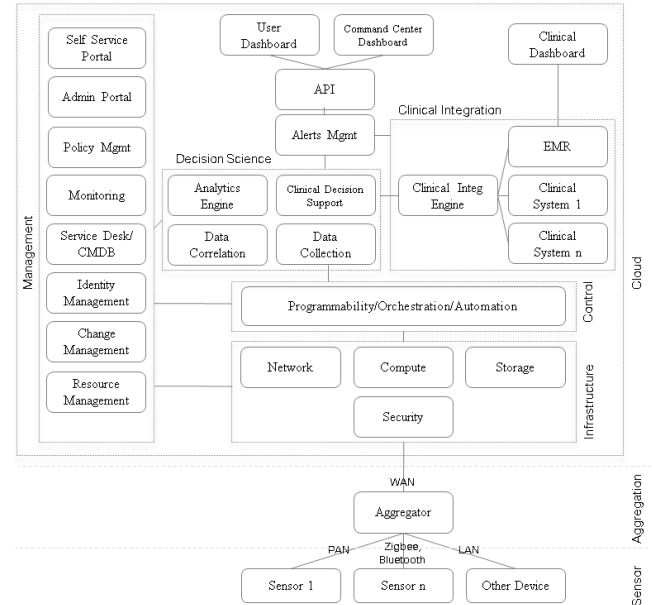 User
Dashboard
Command Center
Dashboard
Clinical
Dashboard
Self Service
Portal
Admin Portal
Policy Mgmt
Monitoring
Service Desk/
CMDB
Identity
Management
Change
Management
Resource
Management
Management
API
Alerts Mgmt
Clinical Integration
EMR
Clinical Integ
Engine
Clinical
System 1
Clinical
System n
Decision Science
Analytics
Engine
Clinical Decision
Support
Data
Correlation
Data
Collection
Programmability/Orchestration/Automation
Control
Network
Compute
Storage
Security
Infrastructure
Cloud
WAN
Aggregator
Aggregation
PAN
Zigbee,
Bluetooth
LAN
Sensor 1
Sensor n
Other Device
Sensor